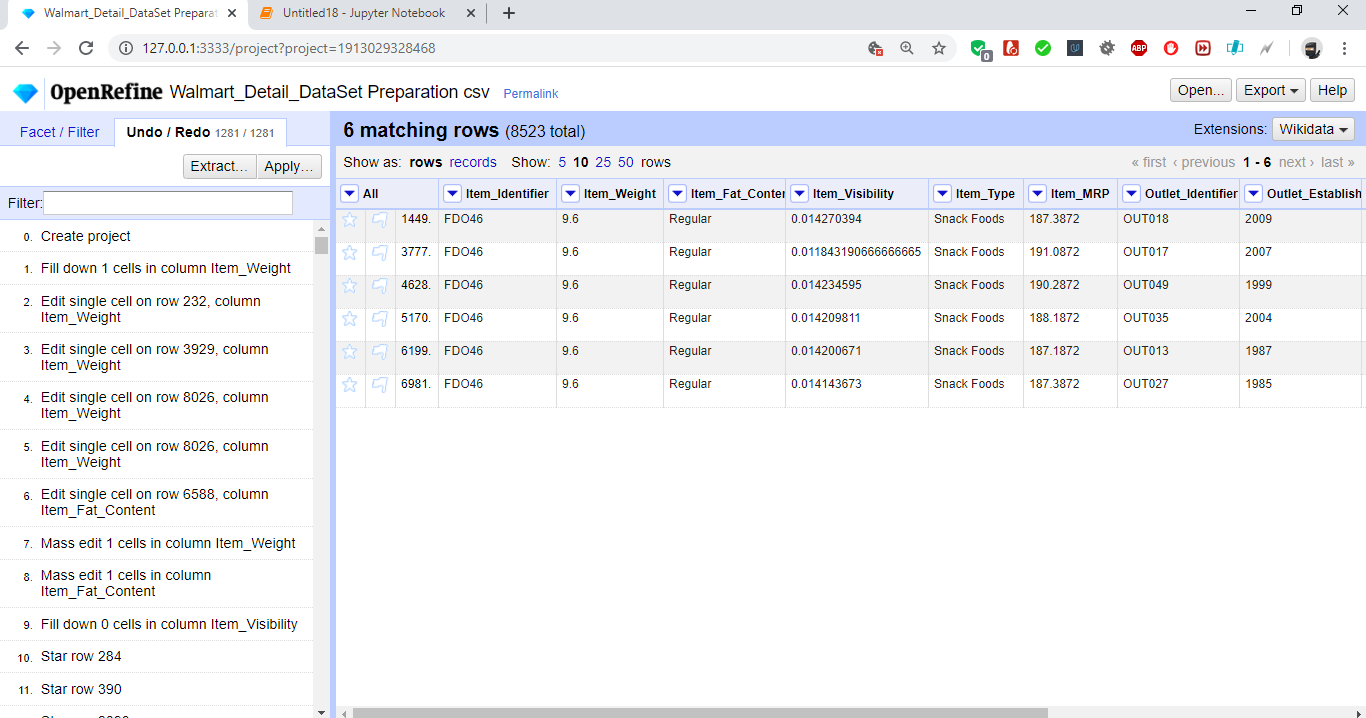 Walmart_Detail_DataSet Preparat
Untitled18 - Jupyter Notebook
127.0.0.1:3333/project?project=1913029328468
0
ABP
OpenRefine Walmart_Detail_DataSet Preparation csv Permalink
Open... Export Help
Facet / Filter Undo / Redo 1281 / 1281
6 matching rows (8523 total)
Extensions: Wikidata
Extract... Apply...
Show as: rows records Show: 5 10 25 50 rows
« first ‹ previous 1 - 6 next › last »
Filter:
All Item_Identifier Item_Weight Item_Fat_Conten Item_Visibility Item_Type Item_MRP Outlet_Identifier Outlet_Establish
1449. FDO46 9.6 Regular 0.014270394 Snack Foods 187.3872 OUT018 2009
3777. FDO46 9.6 Regular 0.011843190666666665 Snack Foods 191.0872 OUT017 2007
4628. FDO46 9.6 Regular 0.014234595 Snack Foods 190.2872 OUT049 1999
5170. FDO46 9.6 Regular 0.014209811 Snack Foods 188.1872 OUT035 2004
6199. FDO46 9.6 Regular 0.014200671 Snack Foods 187.1872 OUT013 1987
6981. FDO46 9.6 Regular 0.014143673 Snack Foods 187.3872 OUT027 1985
0. Create project
1. Fill down 1 cells in column Item_Weight
2. Edit single cell on row 232, column
Item_Weight
3. Edit single cell on row 3929, column
Item_Weight
4. Edit single cell on row 8026, column
Item_Weight
5. Edit single cell on row 8026, column
Item_Weight
6. Edit single cell on row 6588, column
Item_Fat_Content
7. Mass edit 1 cells in column Item_Weight
8. Mass edit 1 cells in column
Item_Fat_Content
9. Fill down 0 cells in column Item_Visibility
10. Star row 284
11. Star row 390